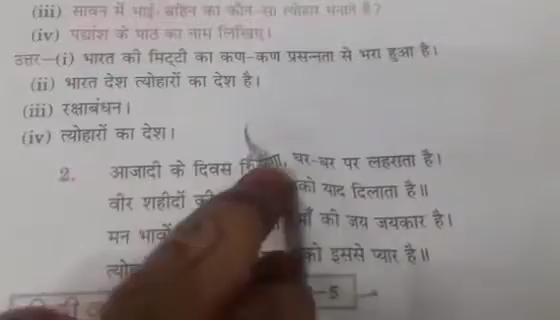 (iii) सावन में भाई-बहिन का कौन-सा त्योहार मनाते हैं?
(iv) पद्यांश के पाठ का नाम लिखिए।
उत्तर–(i) भारत की मिट्टी का कण-कण प्रसन्नता से भरा हुआ है।
(ii) भारत देश त्योहारों का देश है।
(iii) रक्षाबंधन।
(iv) त्योहारों का देश।
2. आजादी के दिवस घर-घर पर लहराता है।
वीर शहीदों की को याद दिलाता है॥
मन माँ की जय जयकार है।
को इससे प्यार है॥
-5